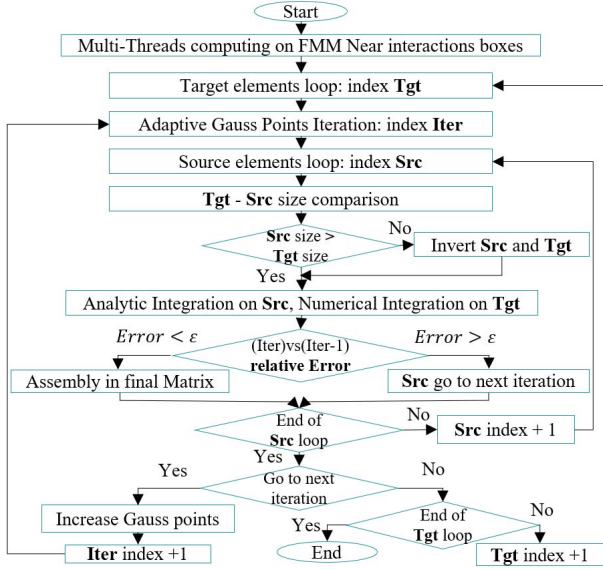 Start
Multi-Threads computing on FMM Near interactions boxes
Target elements loop: index Tgt
Adaptive Gauss Points Iteration: index Iter
Source elements loop: index Src
Tgt - Src size comparison
Src size >
Tgt size
No
Invert Src and Tgt
Yes
Analytic Integration on Src, Numerical Integration on Tgt
Error < ε
(Iter)vs(Iter-1)
relative Error
Error > ε
Assembly in final Matrix
Src go to next iteration
End of
Src loop
No
Src index + 1
Yes
Yes
Go to next
iteration
No
Increase Gauss points
Iter index +1
Yes
End
End of
Tgt loop
No
Tgt index +1